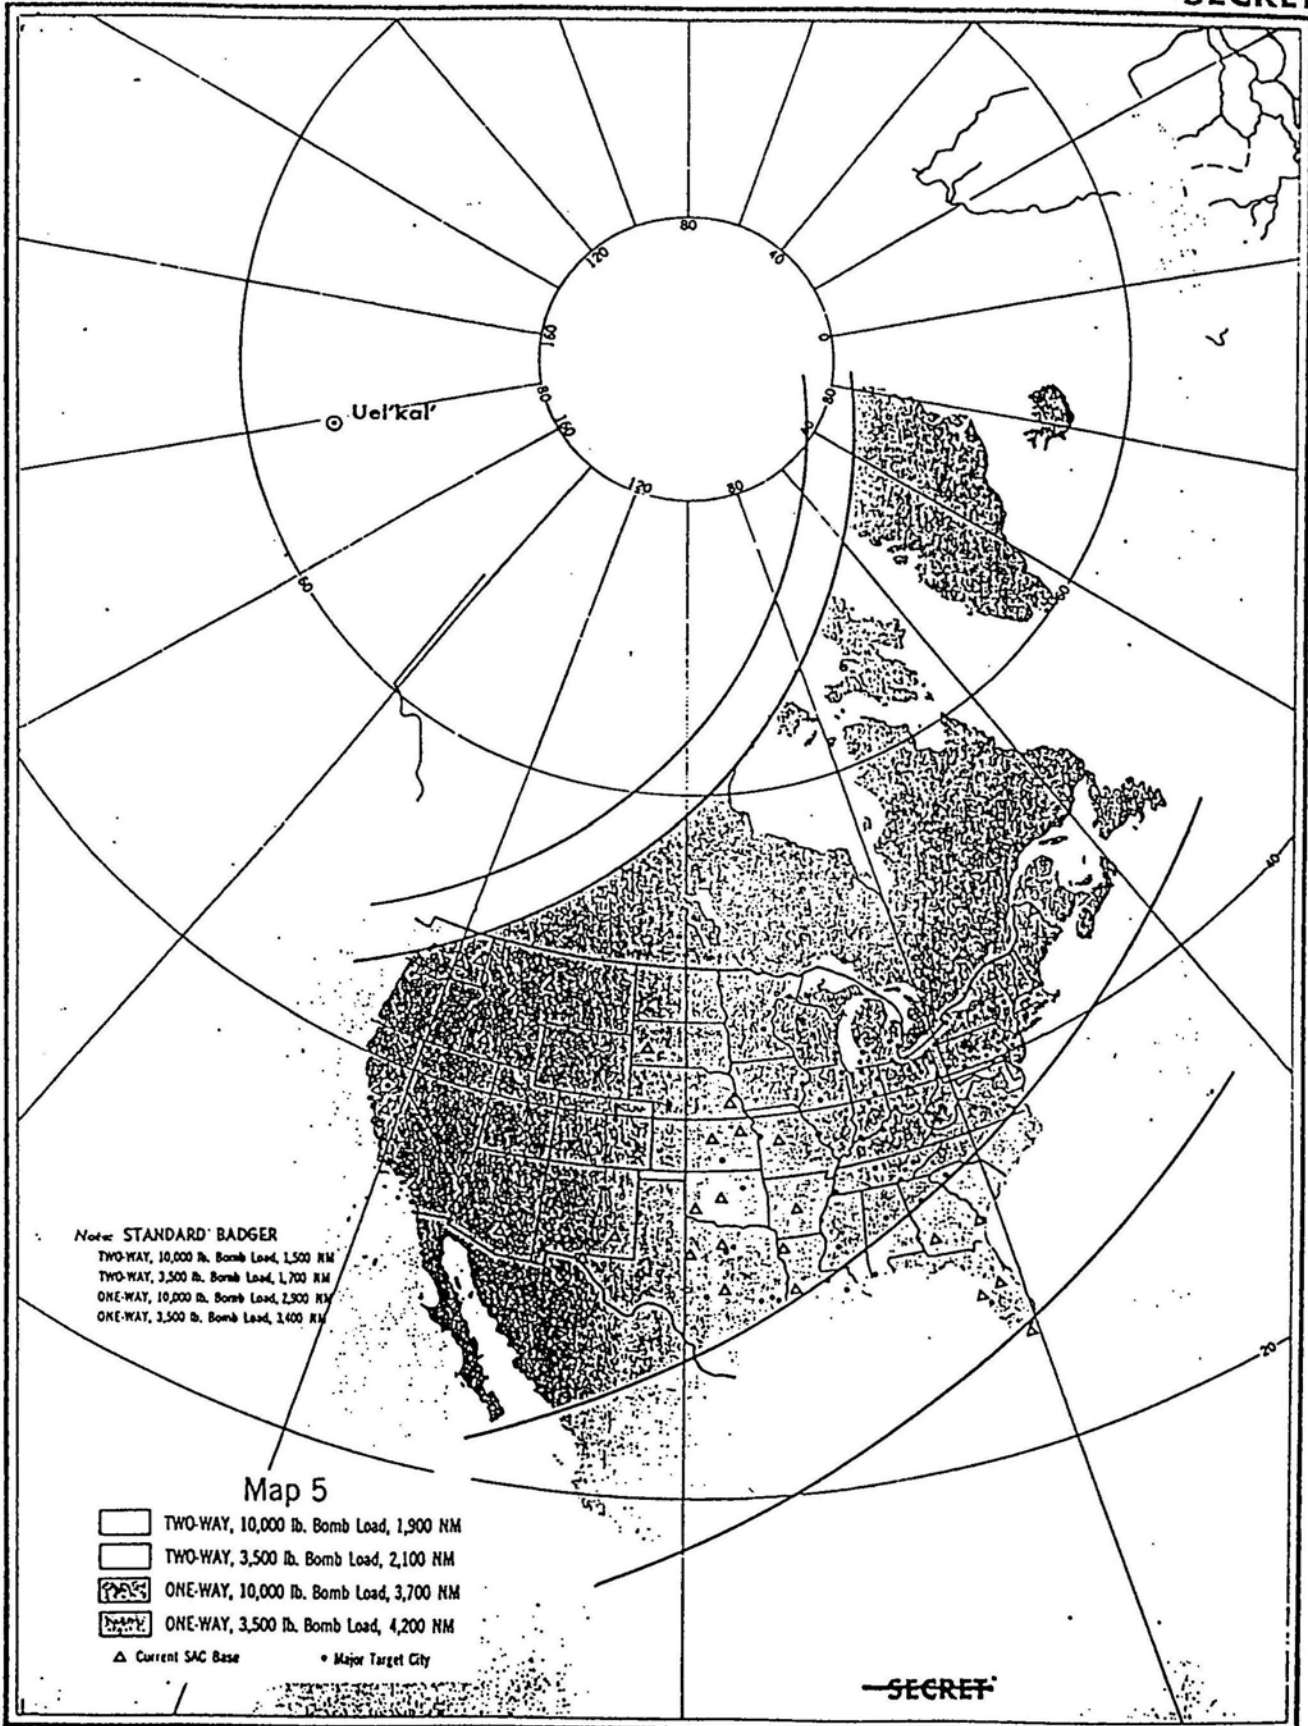 SECRET
80
120
40
160
0
80
80
Uel'kal'
160
40
120
80
60
60
40
Note: STANDARD BADGER
TWO-WAY, 10,000 lb. Bomb Load, 1,500 NM
TWO-WAY, 3,500 lb. Bomb Load, 1,700 NM
ONE-WAY, 10,000 lb. Bomb Load, 2,900 NM
ONE-WAY, 3,500 lb. Bomb Load, 3,400 NM
20
Map 5
TWO-WAY, 10,000 lb. Bomb Load, 1,900 NM
TWO-WAY, 3,500 lb. Bomb Load, 2,100 NM
ONE-WAY, 10,000 lb. Bomb Load, 3,700 NM
ONE-WAY, 3,500 lb. Bomb Load, 4,200 NM
Current SAC Base
Major Target City
SECRET